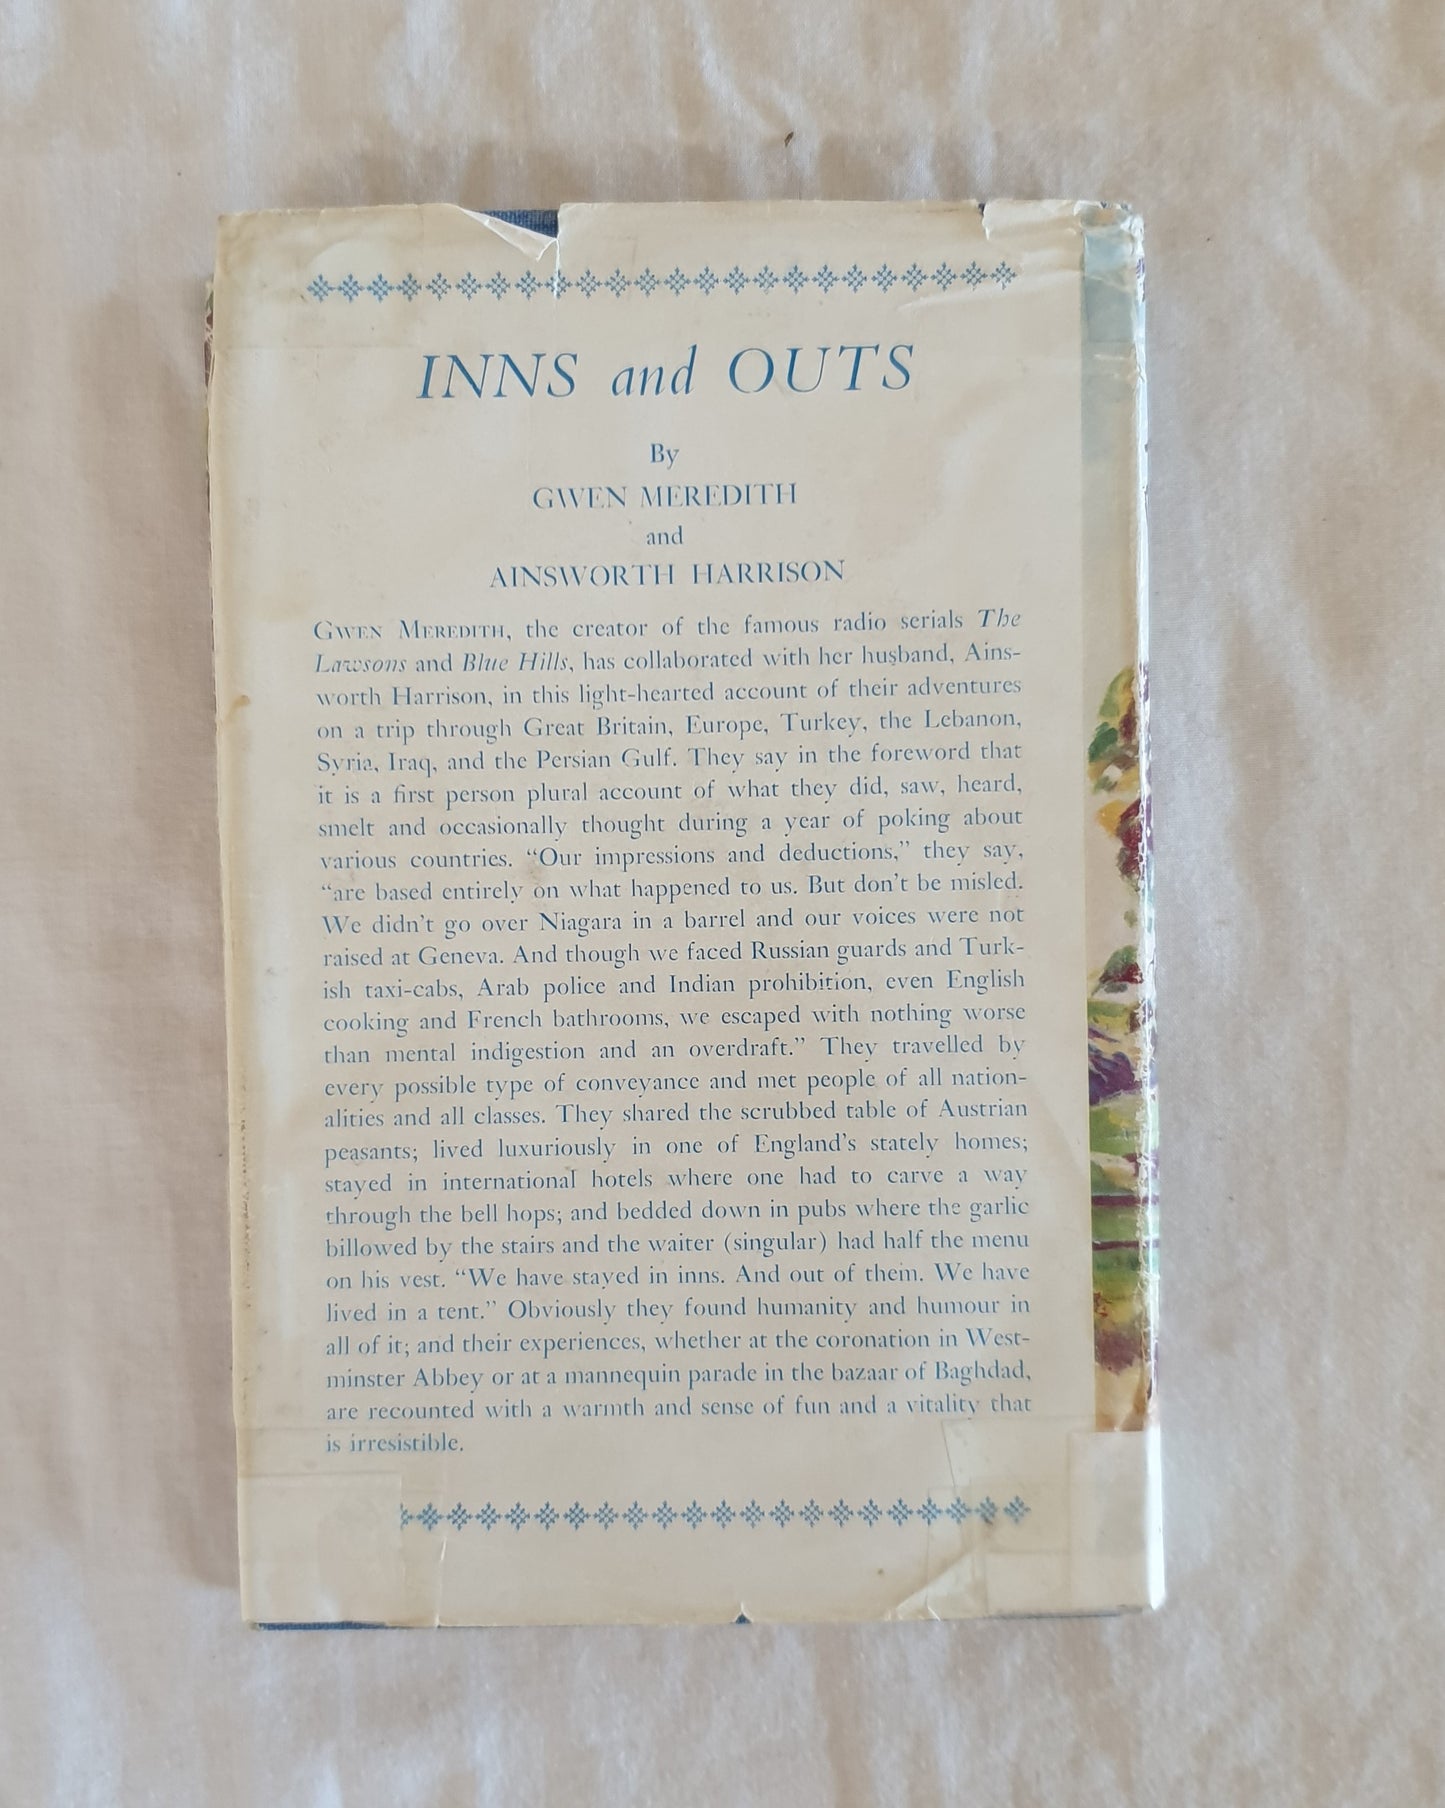 INNS and OUTS
By
GWEN MEREDITH
and
AINSWORTH HARRISON
GWEN MEREDITH, the creator of the famous radio serials The
Lawsons and Blue Hills, has collaborated with her husband, Ains-
worth Harrison, in this light-hearted account of their adventures
on a trip through Great Britain, Europe, Turkey, the Lebanon,
Syria, Iraq, and the Persian Gulf. They say in the foreword that
it is a first person plural account of what they did, saw, heard,
smelt and occasionally thought during a year of poking about
various countries. “Our impressions and deductions,” they say,
“are based entirely on what happened to us. But don’t be misled.
We didn’t go over Niagara in a barrel and our voices were not
raised at Geneva. And though we faced Russian guards and Turk-
ish taxi-cabs, Arab police and Indian prohibition, even English
cooking and French bathrooms, we escaped with nothing worse
than mental indigestion and an overdraft.” They travelled by
every possible type of conveyance and met people of all nation-
alities and all classes. They shared the scrubbed table of Austrian
peasants; lived luxuriously in one of England’s stately homes;
stayed in international hotels where one had to carve a way
through the bell hops; and bedded down in pubs where the garlic
billowed by the stairs and the waiter (singular) had half the menu
on his vest. “We have stayed in inns. And out of them. We have
lived in a tent.” Obviously they found humanity and humour in
all of it; and their experiences, whether at the coronation in West-
minster Abbey or at a mannequin parade in the bazaar of Baghdad,
are recounted with a warmth and sense of fun and a vitality that
is irresistible.